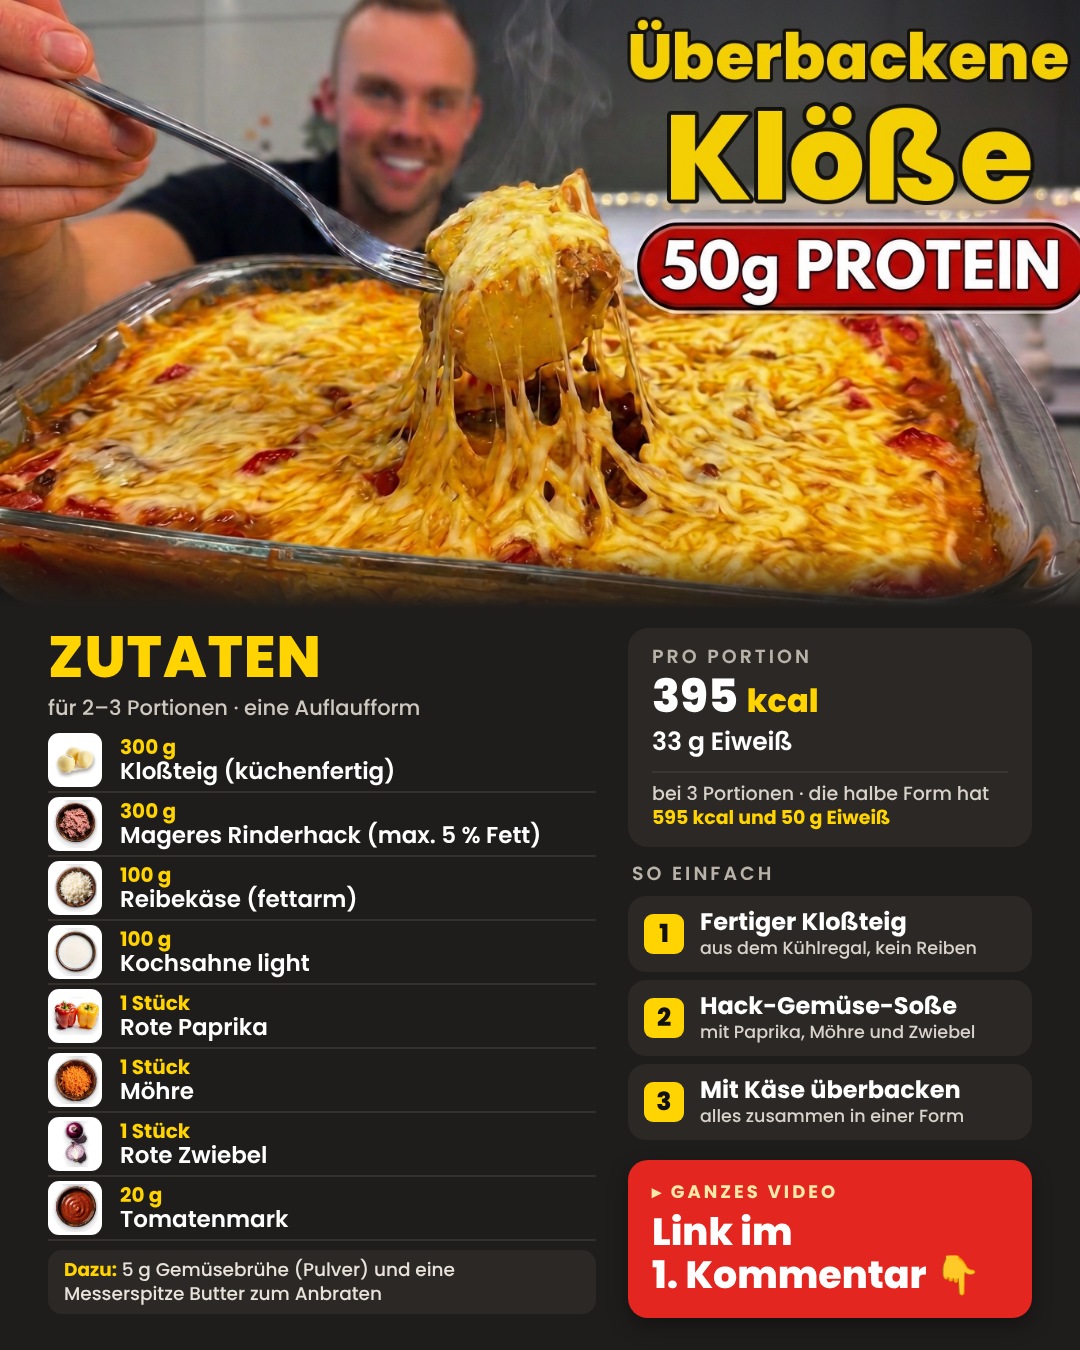 Überbackene
Klöße
50g PROTEIN
ZUTATEN
für 2–3 Portionen · eine Auflaufform
300 g
Kloßteig (küchenfertig)
300 g
Mageres Rinderhack (max. 5 % Fett)
100 g
Reibekäse (fettarm)
100 g
Kochsahne light
1 Stück
Rote Paprika
1 Stück
Möhre
1 Stück
Rote Zwiebel
20 g
Tomatenmark
Dazu: 5 g Gemüsebrühe (Pulver) und eine
Messerspitze Butter zum Anbraten
PRO PORTION
395 kcal
33 g Eiweiß
bei 3 Portionen · die halbe Form hat
595 kcal und 50 g Eiweiß
SO EINFACH
1 Fertiger Kloßteig
aus dem Kühlregal, kein Reiben
2 Hack-Gemüse-Soße
mit Paprika, Möhre und Zwiebel
3 Mit Käse überbacken
alles zusammen in einer Form
▸ GANZES VIDEO
Link im
1. Kommentar 👇